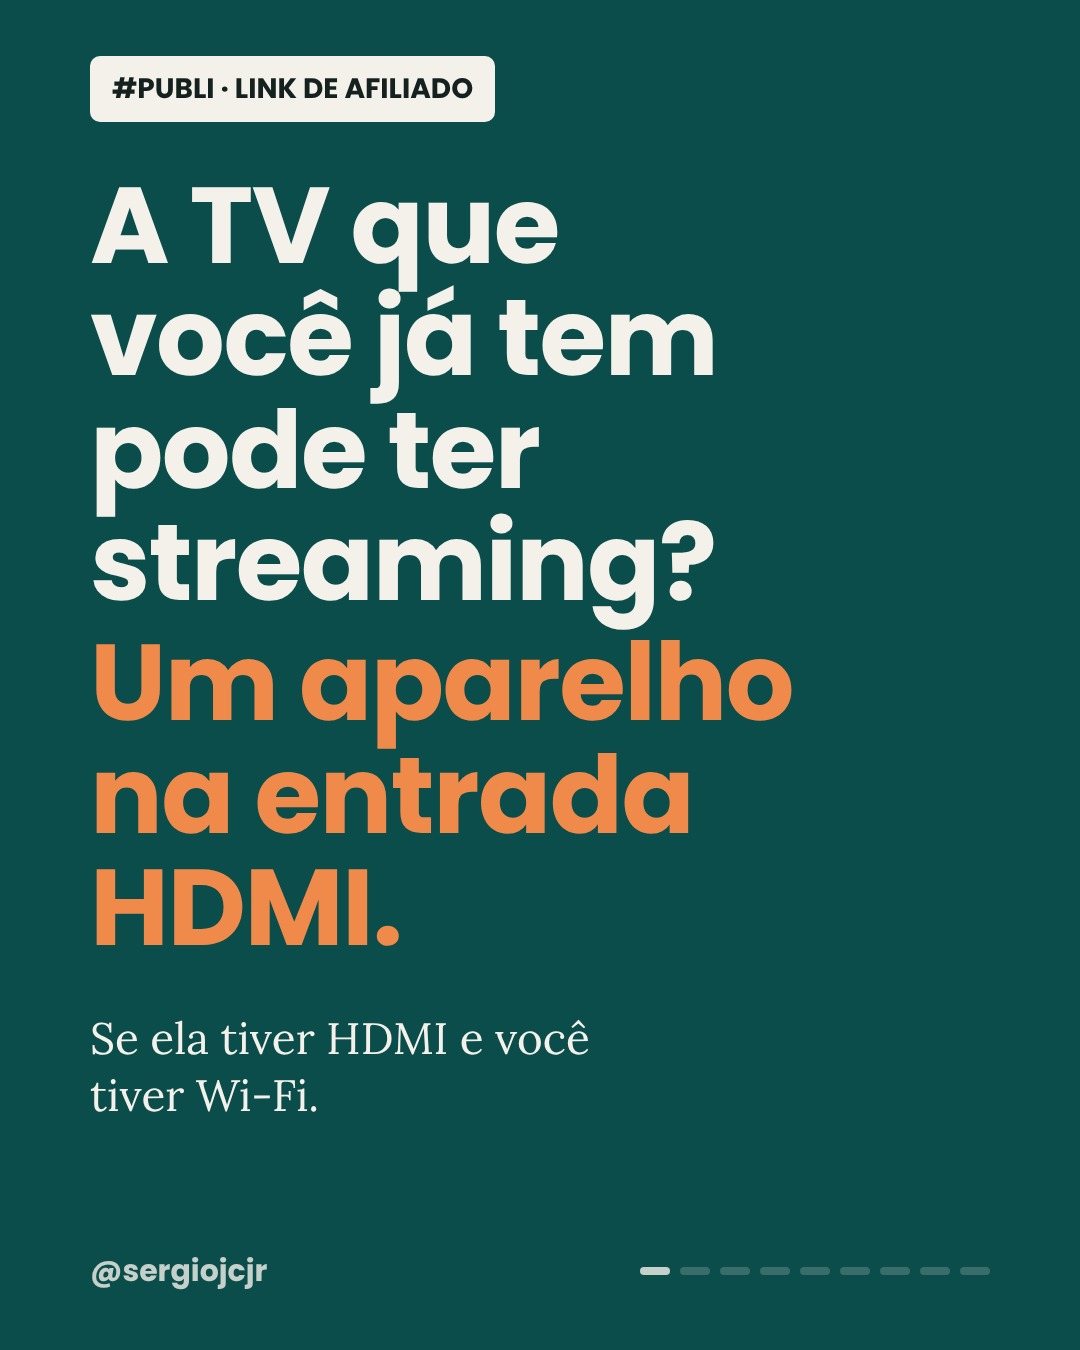 #PUBLI · LINK DE AFILIADO
A TV que
você já tem
pode ter
streaming?
Um aparelho
na entrada
HDMI.
Se ela tiver HDMI e você
tiver Wi-Fi.
@sergiojcjr